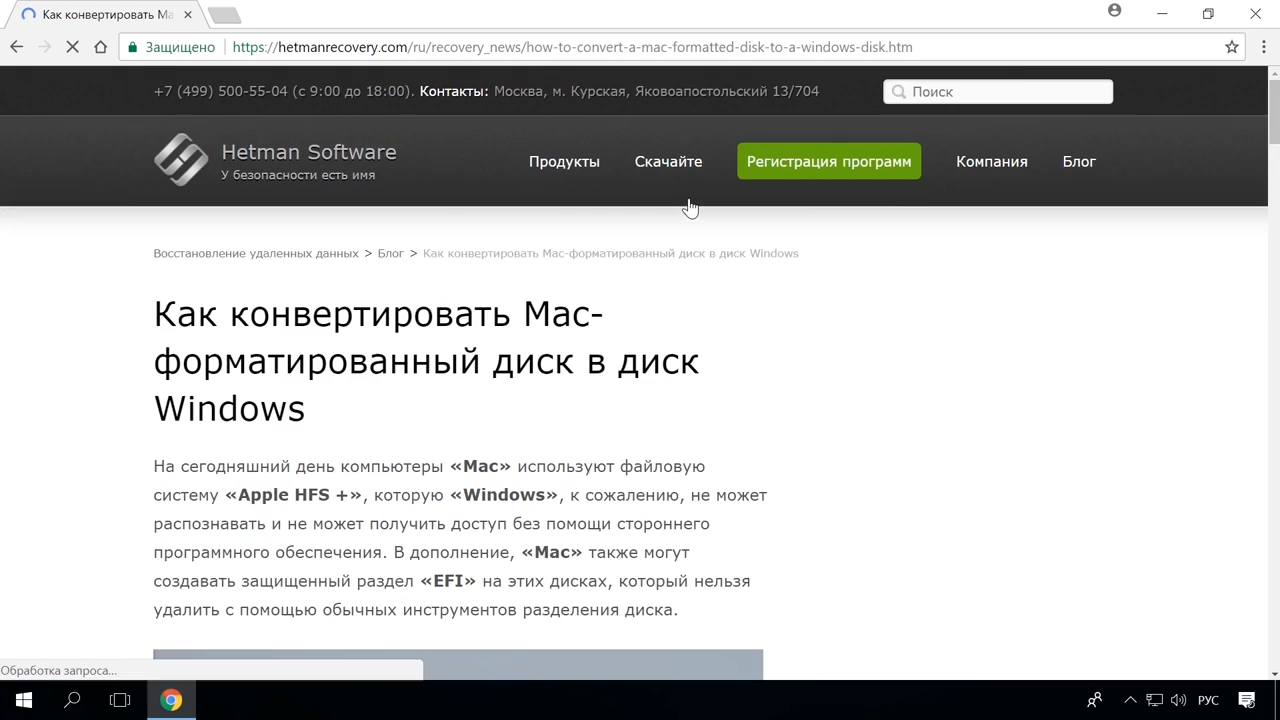 Как конвертировать Ма
Защищено
https://hetmanrecovery.com/ru/recovery_news/how-to-convert-a-mac-formatted-disk-to-a-windows-disk.htm
+7 (499) 500-55-04 (с 9:00 до 18:00). Контакты: Москва, м. Курская, Яковоапостольский 13/704
Поиск
Hetman Software
У безопасности есть имя
Продукты
Скачайте
Регистрация программ
Компания
Блог
Восстановление удаленных данных > Блог > Как конвертировать Mac-форматированный диск в диск Windows
Как конвертировать Mac-
форматированный диск в диск
Windows
На сегодняшний день компьютеры «Mac» используют файловую
систему «Apple HFS +», которую «Windows», к сожалению, не может
распознавать и не может получить доступ без помощи стороннего
программного обеспечения. В дополнение, «Mac» также могут
создавать защищенный раздел «EFI» на этих дисках, который нельзя
удалить с помощью обычных инструментов разделения диска.
Обработка запроса...
РУС